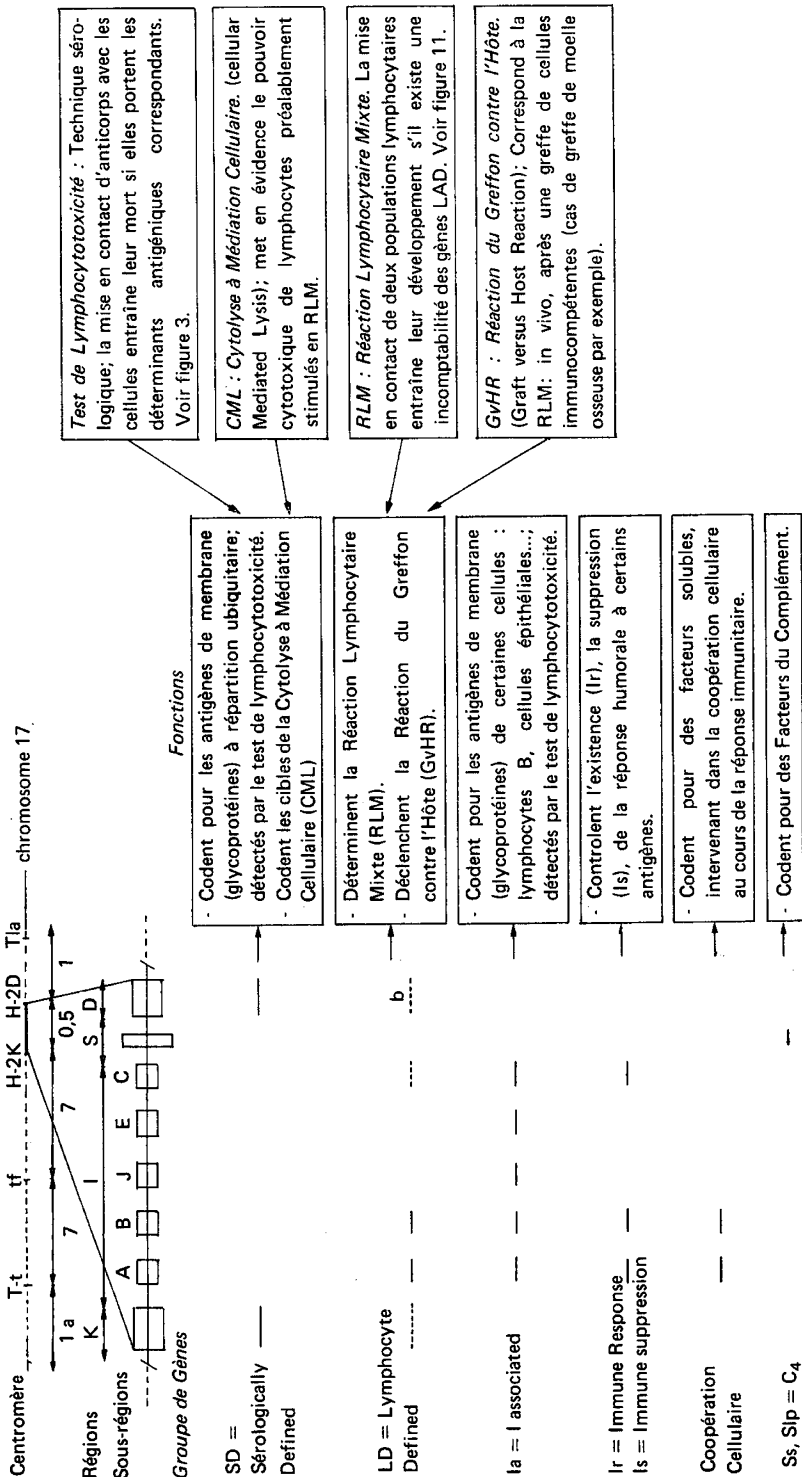 Centromère T-t tf H-2K H-2D Tla chromosome 17
1a 7 7 0,5 1
Régions K I S D
Sous-régions A B J E C
Groupe de Gènes
Fonctions
SD =
Sérologically
Defined
- Codent pour les antigènes de membrane
(glycoprotéines) à répartition ubiquitaire;
détectés par le test de lymphocytotoxicité.
- Codent les cibles de la Cytolyse à Médiation
Cellulaire (CML)
LD = Lymphocyte
Defined
b
- Déterminent la Réaction Lymphocytaire
Mixte (RLM).
- Déclenchent la Réaction du Greffon
contre l'Hôte (GvHR).
Ia = I associated
- Codent pour les antigènes de membrane
(glycoprotéines) de certaines cellules :
lymphocytes B, cellules épithéliales...;
détectés par le test de lymphocytotoxicité.
Ir = Immune Response
Is = Immune suppression
- Controlent l'existence (Ir), la suppression
(Is), de la réponse humorale à certains
antigènes.
Coopération
Cellulaire
- Codent pour des facteurs solubles,
intervenant dans la coopération cellulaire
au cours de la réponse immunitaire.
Ss, Slp = C4
- Codent pour des Facteurs du Complément.
Test de Lymphocytotoxicité : Technique séro-
logique; la mise en contact d'anticorps avec les
cellules entraîne leur mort si elles portent les
déterminants antigéniques correspondants.
Voir figure 3.
CML : Cytolyse à Médiation Cellulaire. (cellular
Mediated Lysis); met en évidence le pouvoir
cytotoxique de lymphocytes préalablement
stimulés en RLM.
RLM : Réaction Lymphocytaire Mixte. La mise
en contact de deux populations lymphocytaires
entraîne leur développement s'il existe une
incomptabilité des gènes LAD. Voir figure 11.
GvHR : Réaction du Greffon contre l'Hôte.
(Graft versus Host Reaction); Correspond à la
RLM: in vivo, après une greffe de cellules
immunocompétentes (cas de greffe de moelle
osseuse par exemple).